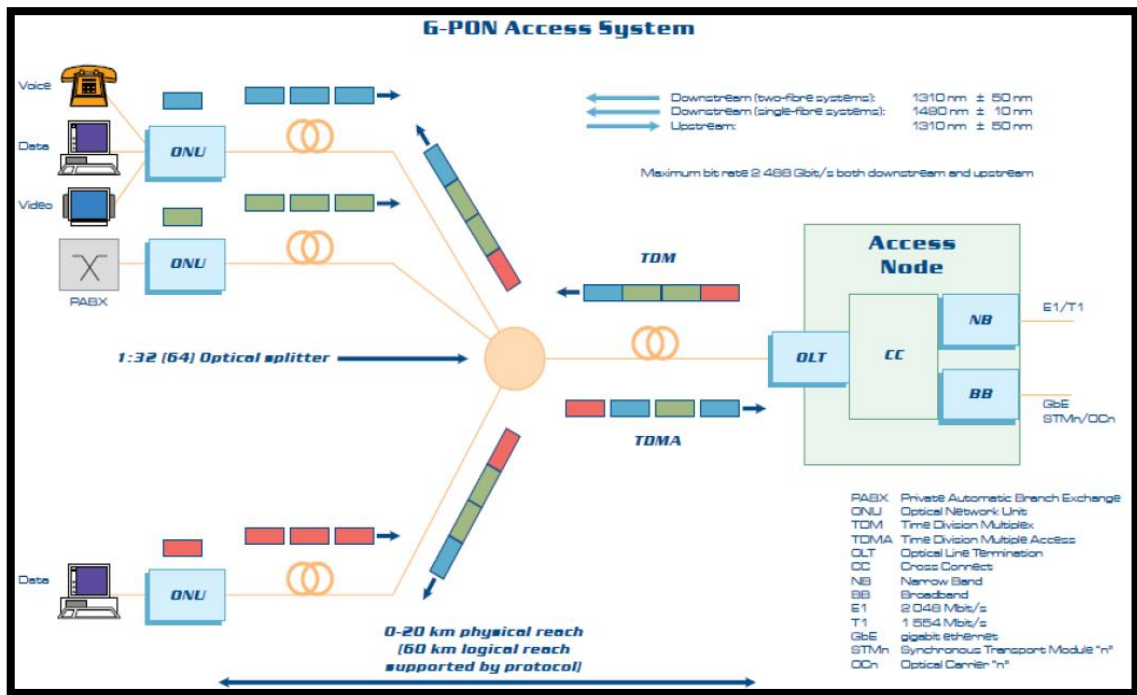 G-PON Access System
Voice
Data
Video
PABX
ONU
ONU
Downstream (two-fibre systems): 1310 nm ± 50 nm
Downstream (single-fibre systems): 1490 nm ± 10 nm
Upstream: 1310 nm ± 50 nm
Maximum bit rate 2 488 Gbit/s both downstream and upstream
TDM
1:32 (64) Optical splitter
TDMA
Access
Node
OLT
CC
NB
BB
E1/T1
GbE
STMn/OCn
Data
ONU
0-20 km physical reach
(60 km logical reach
supported by protocol)
PABX Private Automatic Branch Exchange
ONU Optical Network Unit
TDM Time Division Multiplex
TDMA Time Division Multiple Access
OLT Optical Line Termination
CC Cross Connect
NB Narrow Band
BB Broadband
E1 2 048 Mbit/s
T1 1 554 Mbit/s
GbE gigabit ethernet
STMn Synchronous Transport Module "n"
OCn Optical Carrier "n"